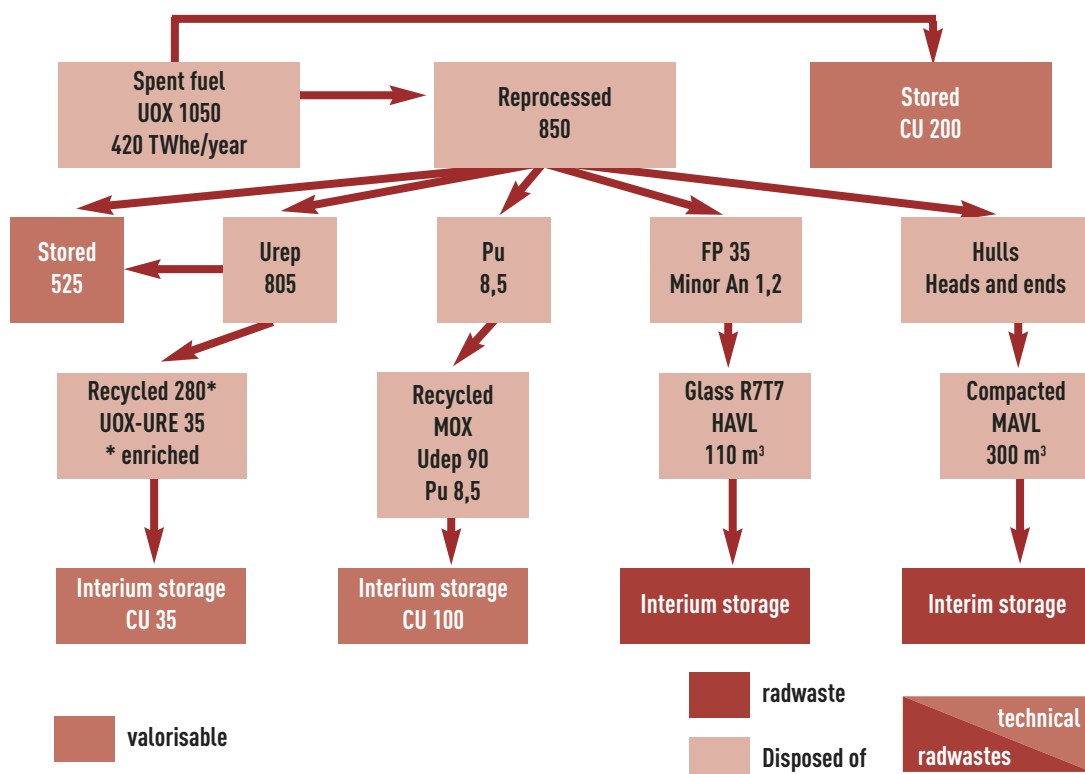 Spent fuel
UOX 1050
420 TWhe/year
Reprocessed
850
Stored
CU 200
Stored
525
Urep
805
Pu
8,5
FP 35
Minor An 1,2
Hulls
Heads and ends
Recycled 280*
UOX-URE 35
* enriched
Recycled
MOX
Udep 90
Pu 8,5
Glass R7T7
HAVL
110 m³
Compacted
MAVL
300 m³
Interium storage
CU 35
Interium storage
CU 100
Interium storage
Interim storage
valorisable
radwaste
Disposed of
technical
radwastes